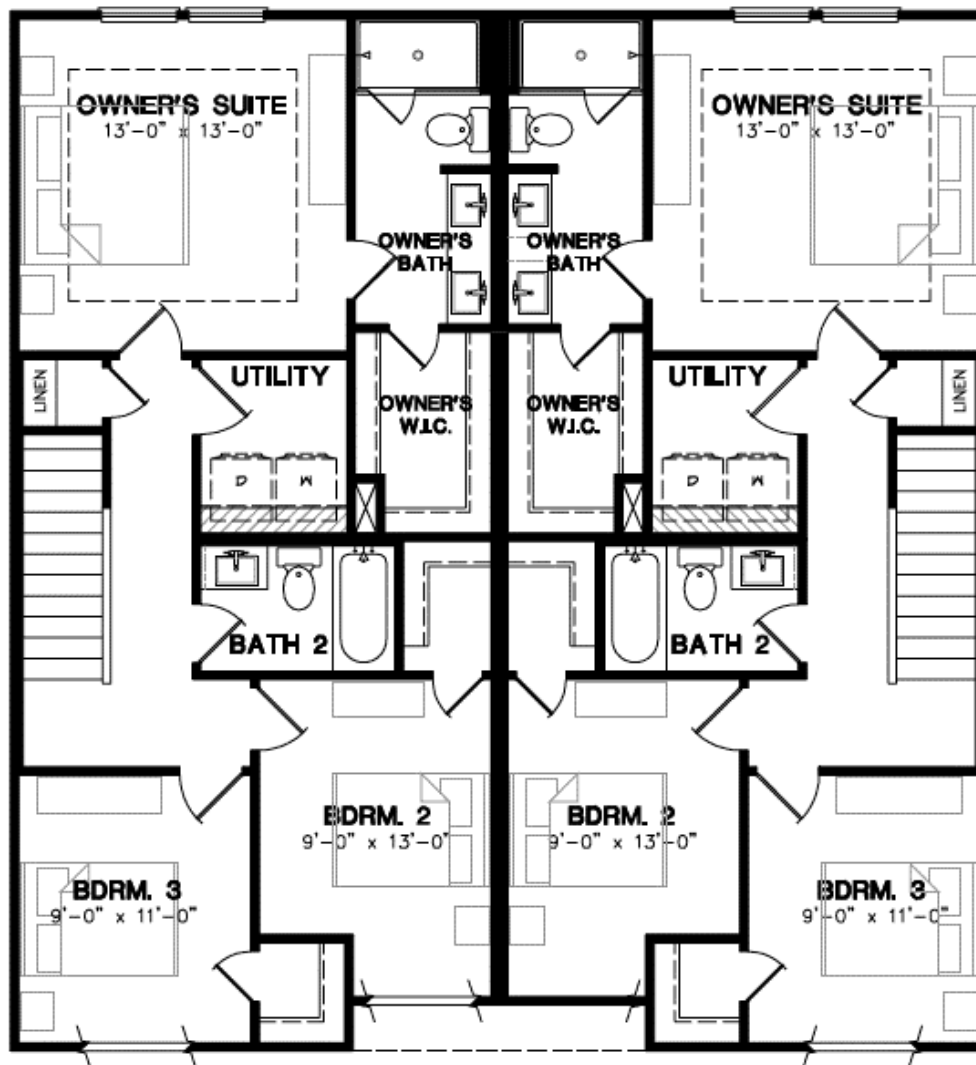 OWNER'S SUITE
13'-0" x 13'-0"
OWNER'S SUITE
13'-0" x 13'-0"
OWNER'S
BATH
OWNER'S
BATH
LINEN
UTILITY
OWNER'S
W.I.C.
OWNER'S
W.I.C.
UTILITY
LINEN
D
W
D
W
BATH 2
BATH 2
BDRM. 2
9'-0" x 13'-0"
BDRM. 2
9'-0" x 13'-0"
BDRM. 3
9'-0" x 11'-0"
BDRM. 3
9'-0" x 11'-0"